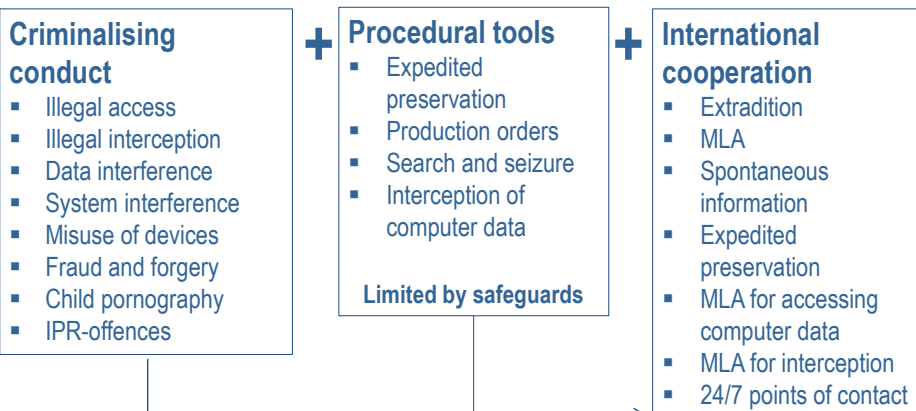 Criminalising
conduct
▪ Illegal access
▪ Illegal interception
▪ Data interference
▪ System interference
▪ Misuse of devices
▪ Fraud and forgery
▪ Child pornography
▪ IPR-offences
+
Procedural tools
▪ Expedited
preservation
▪ Production orders
▪ Search and seizure
▪ Interception of
computer data
Limited by safeguards
+
International
cooperation
▪ Extradition
▪ MLA
▪ Spontaneous
information
▪ Expedited
preservation
▪ MLA for accessing
computer data
▪ MLA for interception
▪ 24/7 points of contact